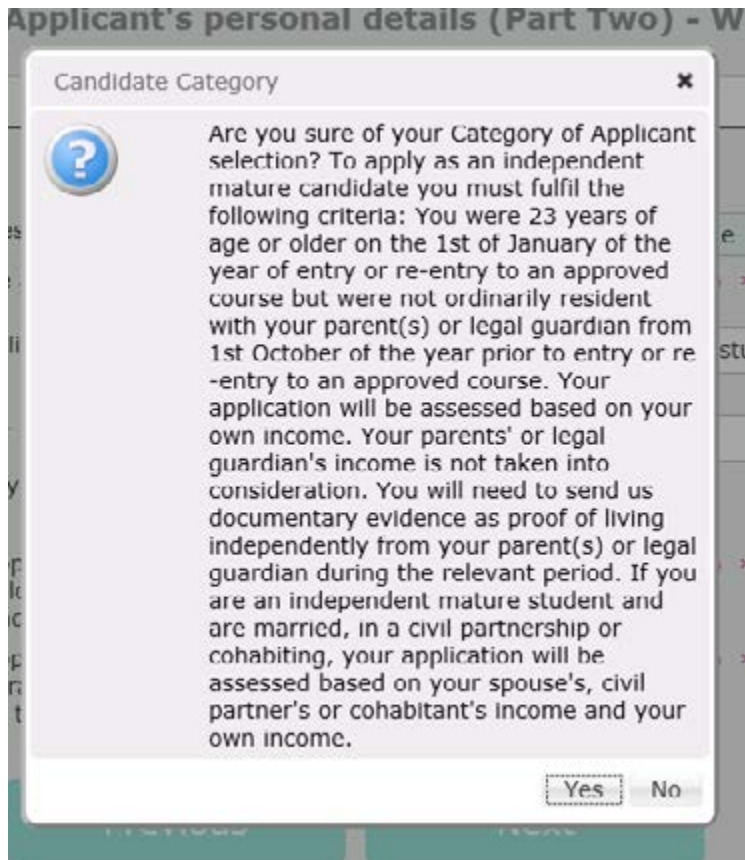 Applicant's personal details (Part Two) - W
Candidate Category
Are you sure of your Category of Applicant
selection? To apply as an independent
mature candidate you must fulfil the
following criteria: You were 23 years of
age or older on the 1st of January of the
year of entry or re-entry to an approved
course but were not ordinarily resident
with your parent(s) or legal guardian from
1st October of the year prior to entry or re
-entry to an approved course. Your
application will be assessed based on your
own income. Your parents' or legal
guardian's income is not taken into
consideration. You will need to send us
documentary evidence as proof of living
independently from your parent(s) or legal
guardian during the relevant period. If you
are an independent mature student and
are married, in a civil partnership or
cohabiting, your application will be
assessed based on your spouse's, civil
partner's or cohabitant's income and your
own income.
Yes No
Previous Next